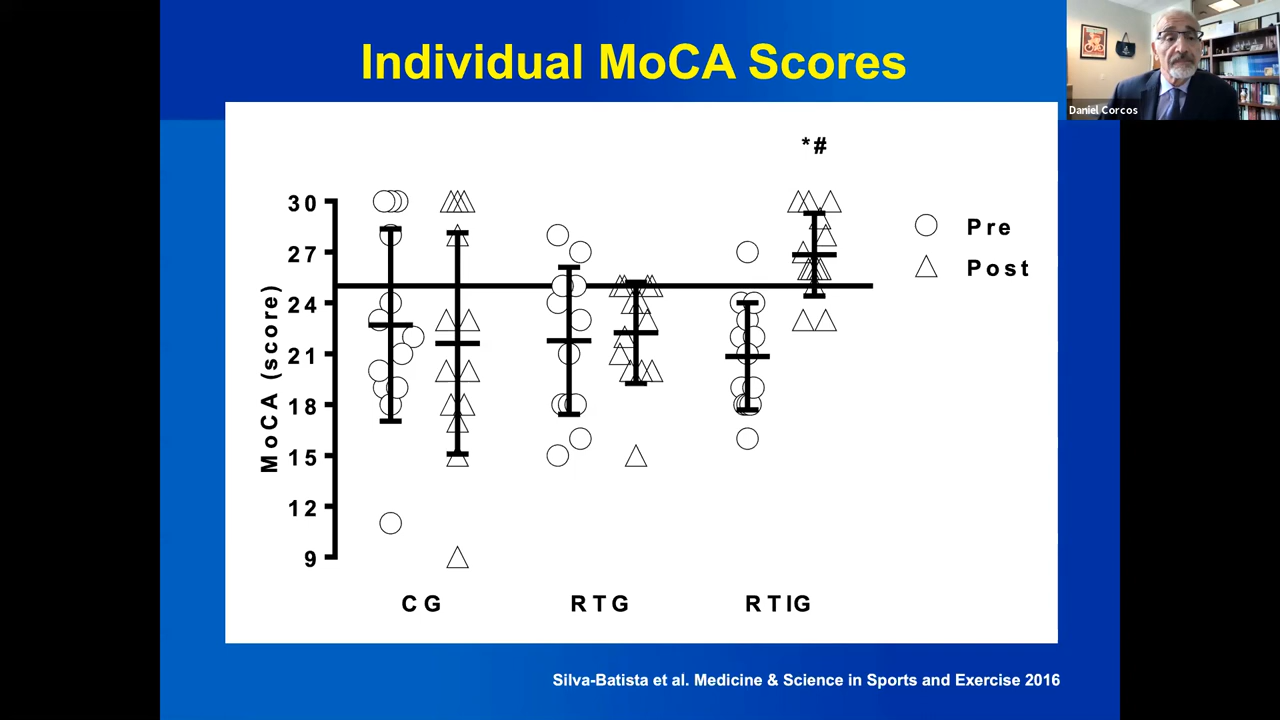 Individual MoCA Scores
Daniel Corcos
*#
30
27
24
21
18
15
12
9
MoCA (score)
Pre
Post
CG
RTG
RTIG
Silva-Batista et al. Medicine & Science in Sports and Exercise 2016